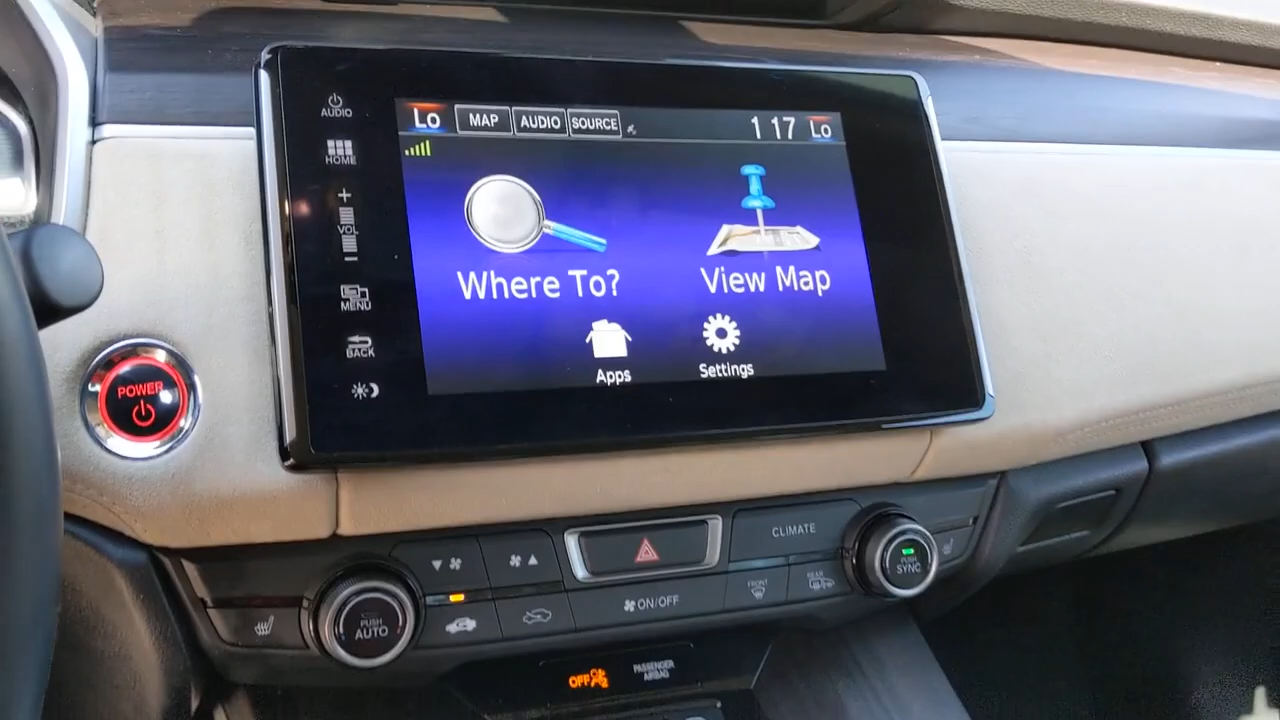 AUDIO
HOME
+
VOL
−
MENU
BACK
Lo MAP AUDIO SOURCE 1 17 Lo
Where To? View Map
Apps Settings
POWER
CLIMATE
PUSH
AUTO
ON/OFF
FRONT
REAR
PUSH
SYNC
OFF
2
PASSENGER
AIRBAG